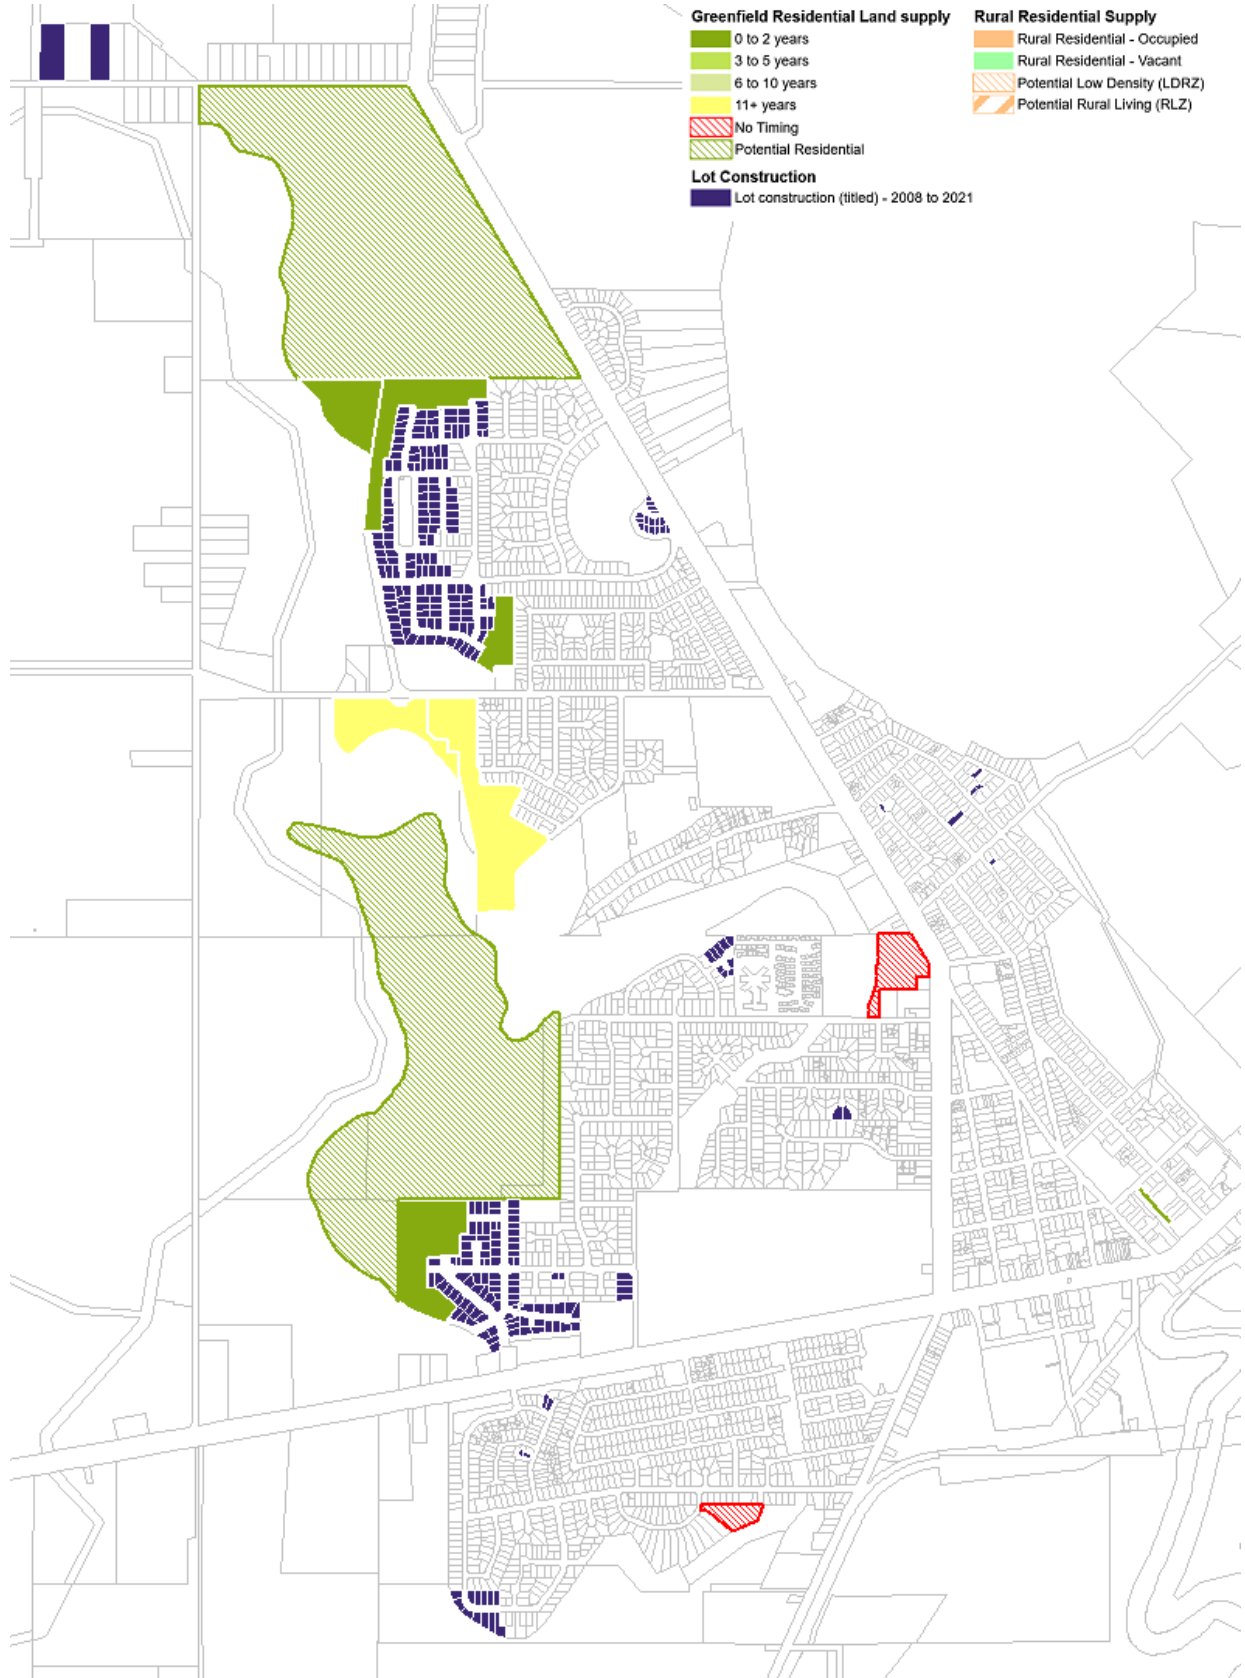 Greenfield Residential Land supply
0 to 2 years
3 to 5 years
6 to 10 years
11+ years
No Timing
Potential Residential
Lot Construction
Lot construction (titled) - 2008 to 2021
Rural Residential Supply
Rural Residential - Occupied
Rural Residential - Vacant
Potential Low Density (LDRZ)
Potential Rural Living (RLZ)